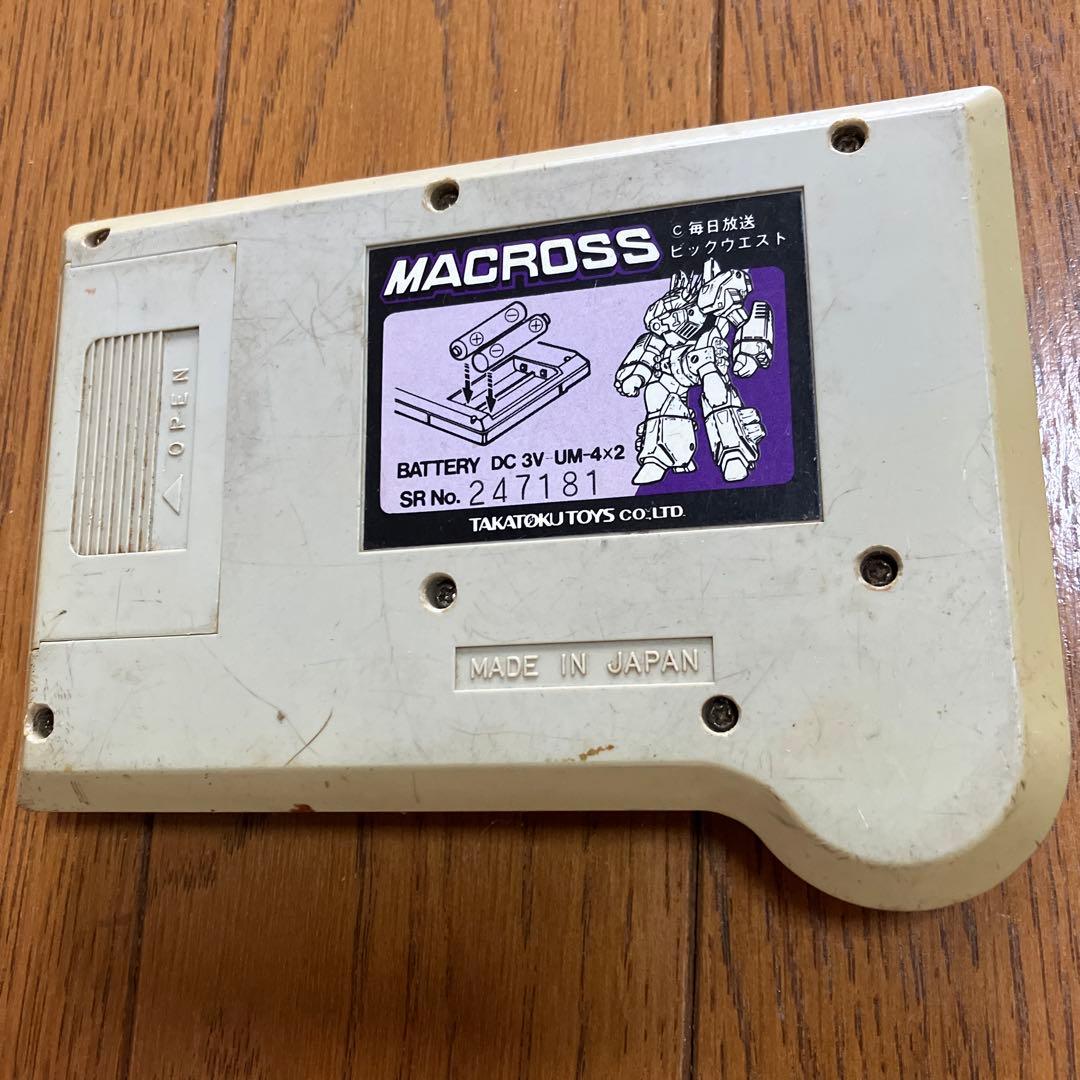 MACROSS
C 毎日放送
ビックウエスト
BATTERY DC 3V UM-4×2
SR No. 247181
TAKATOKU TOYS CO.,LTD.
OPEN
MADE IN JAPAN